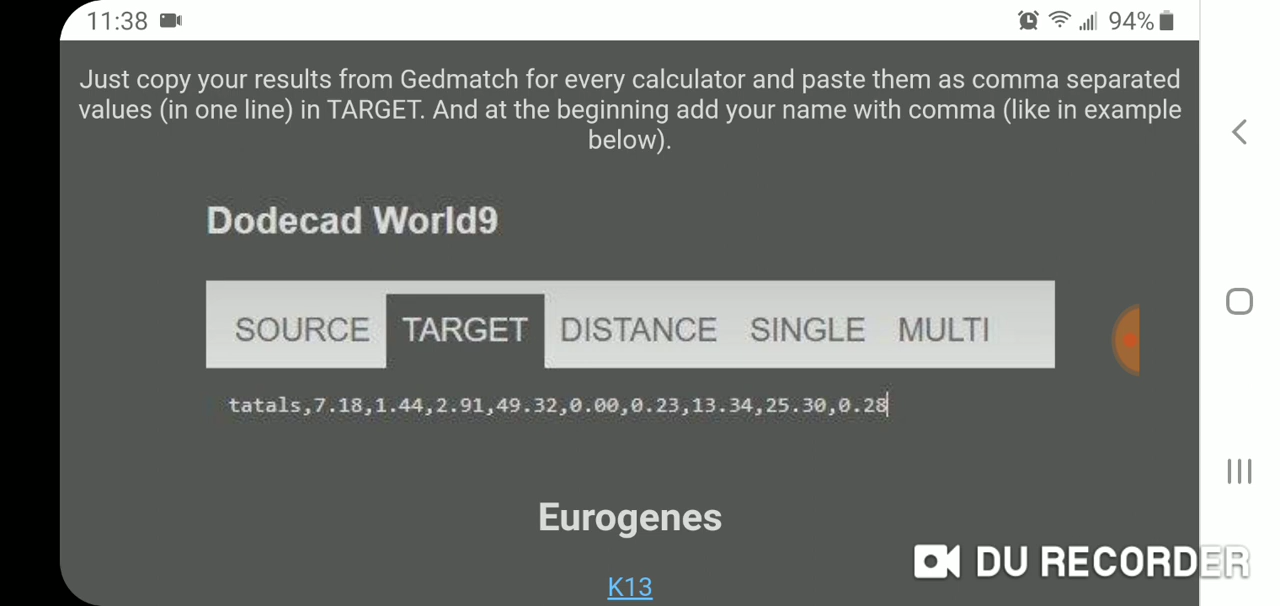 11:38
94%
Just copy your results from Gedmatch for every calculator and paste them as comma separated
values (in one line) in TARGET. And at the beginning add your name with comma (like in example
below).
Dodecad World9
SOURCE TARGET DISTANCE SINGLE MULTI
tatals,7.18,1.44,2.91,49.32,0.00,0.23,13.34,25.30,0.28
Eurogenes
DU RECORDER
K13